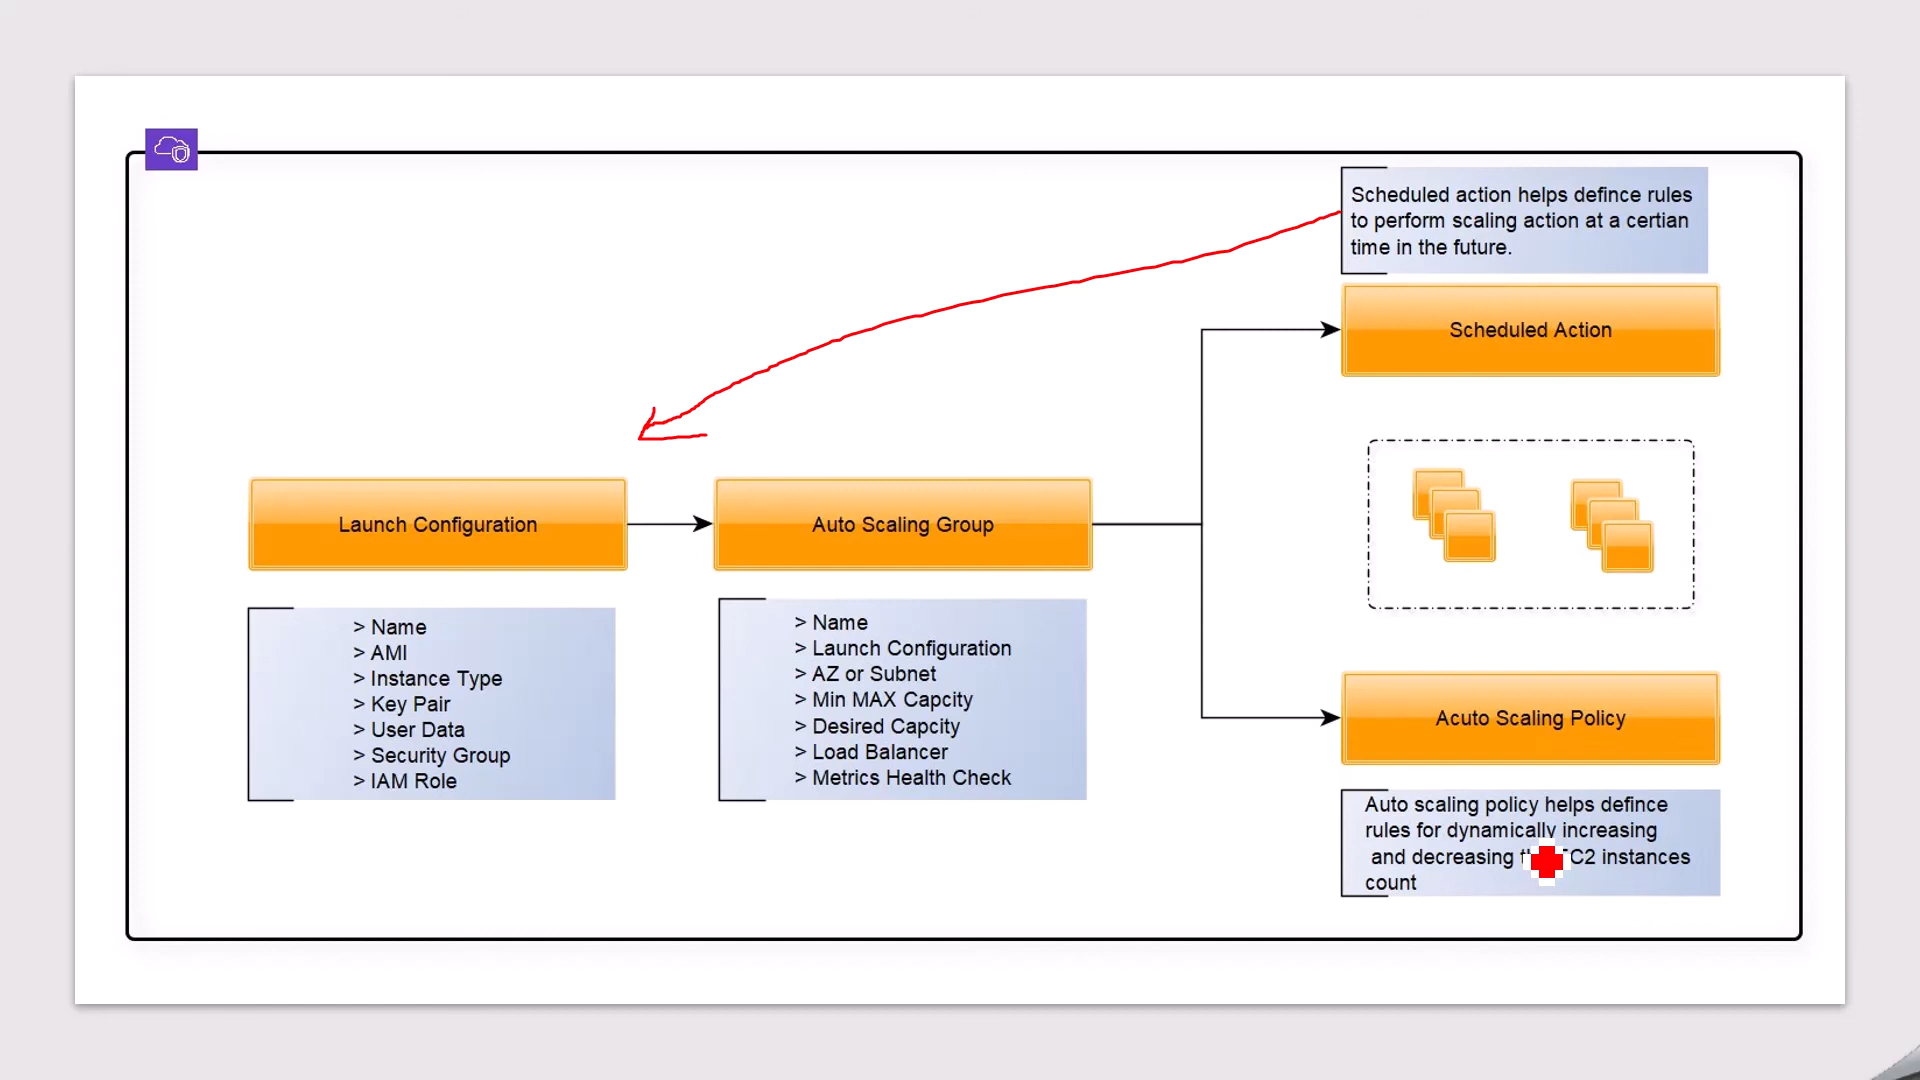 Scheduled action helps defince rules
to perform scaling action at a certian
time in the future.
Scheduled Action
Launch Configuration
Auto Scaling Group
> Name
> AMI
> Instance Type
> Key Pair
> User Data
> Security Group
> IAM Role
> Name
> Launch Configuration
> AZ or Subnet
> Min MAX Capcity
> Desired Capcity
> Load Balancer
> Metrics Health Check
Acuto Scaling Policy
Auto scaling policy helps defince
rules for dynamically increasing
and decreasing C2 instances
count